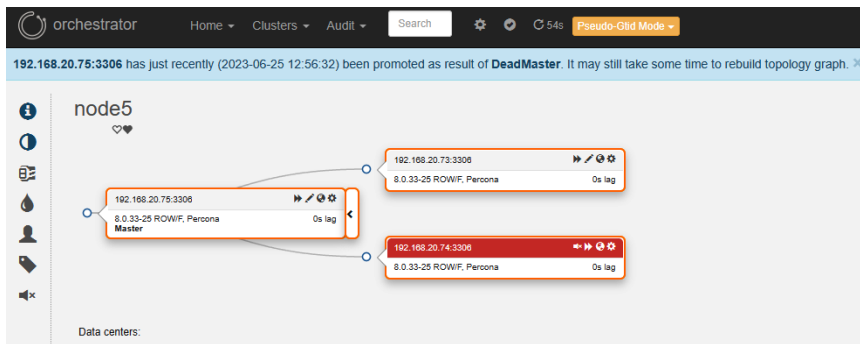 orchestrator Home Clusters Audit Search 54s Pseudo-Gtid Mode
192.168.20.75:3306 has just recently (2023-06-25 12:56:32) been promoted as result of DeadMaster. It may still take some time to rebuild topology graph. ×
node5
192.168.20.73:3306
8.0.33-25 ROW/F, Percona 0s lag
192.168.20.75:3306
8.0.33-25 ROW/F, Percona 0s lag
Master
192.168.20.74:3306
8.0.33-25 ROW/F, Percona 0s lag
Data centers: